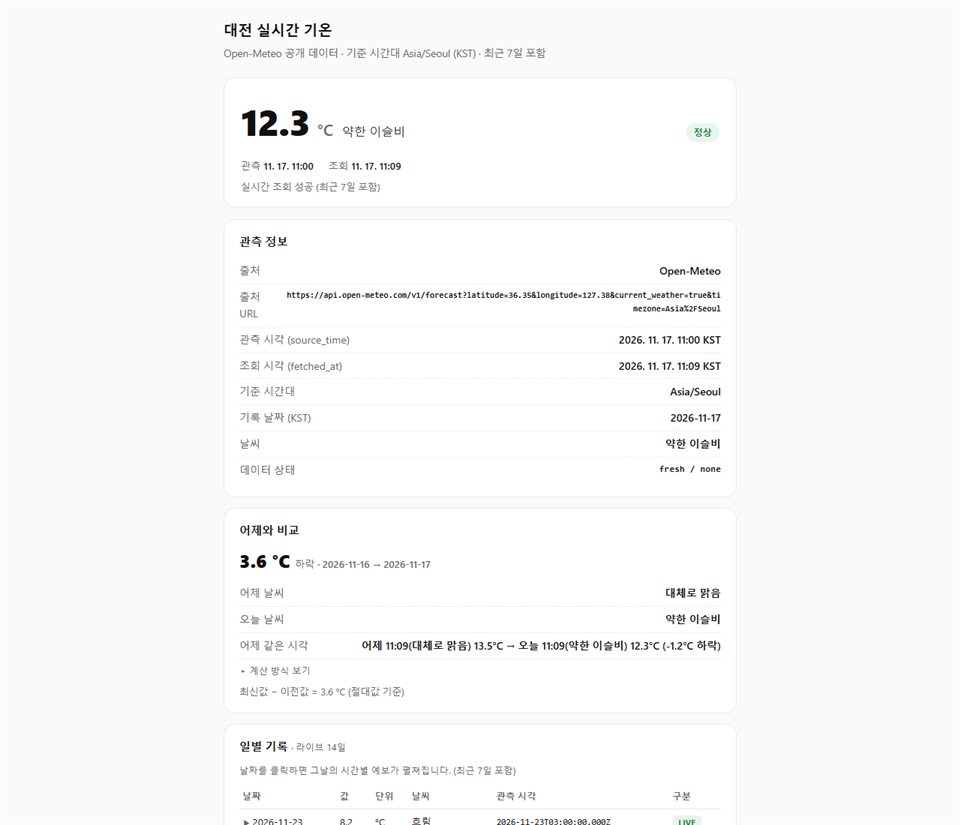 대전 실시간 기온
Open-Meteo 공개 데이터 · 기준 시간대 Asia/Seoul (KST) · 최근 7일 포함
12.3 °C 약한 이슬비
정상
관측 11. 17. 11:00 조회 11. 17. 11:09
실시간 조회 성공 (최근 7일 포함)
관측 정보
출처 Open-Meteo
출처 URL https://api.open-meteo.com/v1/forecast?latitude=36.35&longitude=127.38&current_weather=true&ti
mezone=Asia%2FSeoul
관측 시각 (source_time) 2026. 11. 17. 11:00 KST
조회 시각 (fetched_at) 2026. 11. 17. 11:09 KST
기준 시간대 Asia/Seoul
기록 날짜 (KST) 2026-11-17
날씨 약한 이슬비
데이터 상태 fresh / none
어제와 비교
3.6 °C 하락 · 2026-11-16 → 2026-11-17
어제 날씨 대체로 맑음
오늘 날씨 약한 이슬비
어제 같은 시각 어제 11:09(대체로 맑음) 13.5°C → 오늘 11:09(약한 이슬비) 12.3°C (-1.2°C 하락)
▸ 계산 방식 보기
최신값 − 이전값 = 3.6 °C (절대값 기준)
일별 기록 · 라이브 14일
날짜를 클릭하면 그날의 시간별 예보가 펼쳐집니다. (최근 7일 포함)
날짜 값 단위 날씨 관측 시각 구분
▸ 2026-11-23 8.2 °C 흐림 2026-11-23T03:00:00.000Z LIVE